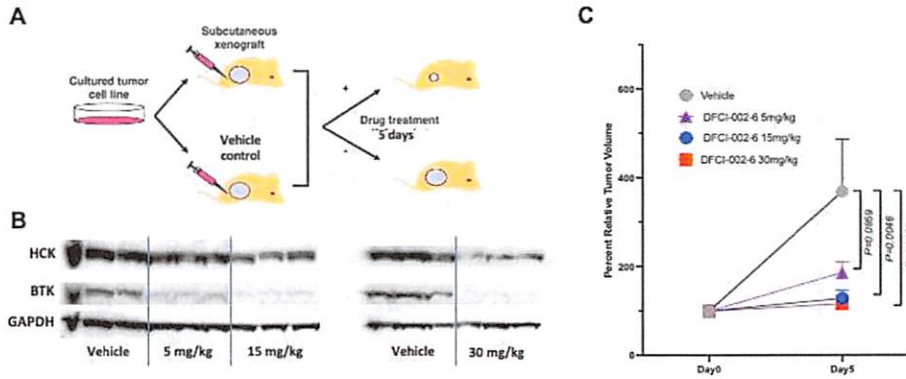 A
Subcutaneous
xenograft
Cultured tumor
cell line
Vehicle
control
+
Drug treatment
5 days
-
B
HCK
BTK
GAPDH
Vehicle
5 mg/kg
15 mg/kg
Vehicle
30 mg/kg
C
Percent Relative Tumor Volume
600
400
200
0
Vehicle
DFCI-002-6 5mg/kg
DFCI-002-6 15mg/kg
DFCI-002-6 30mg/kg
P=0.0046
Day0
Day5